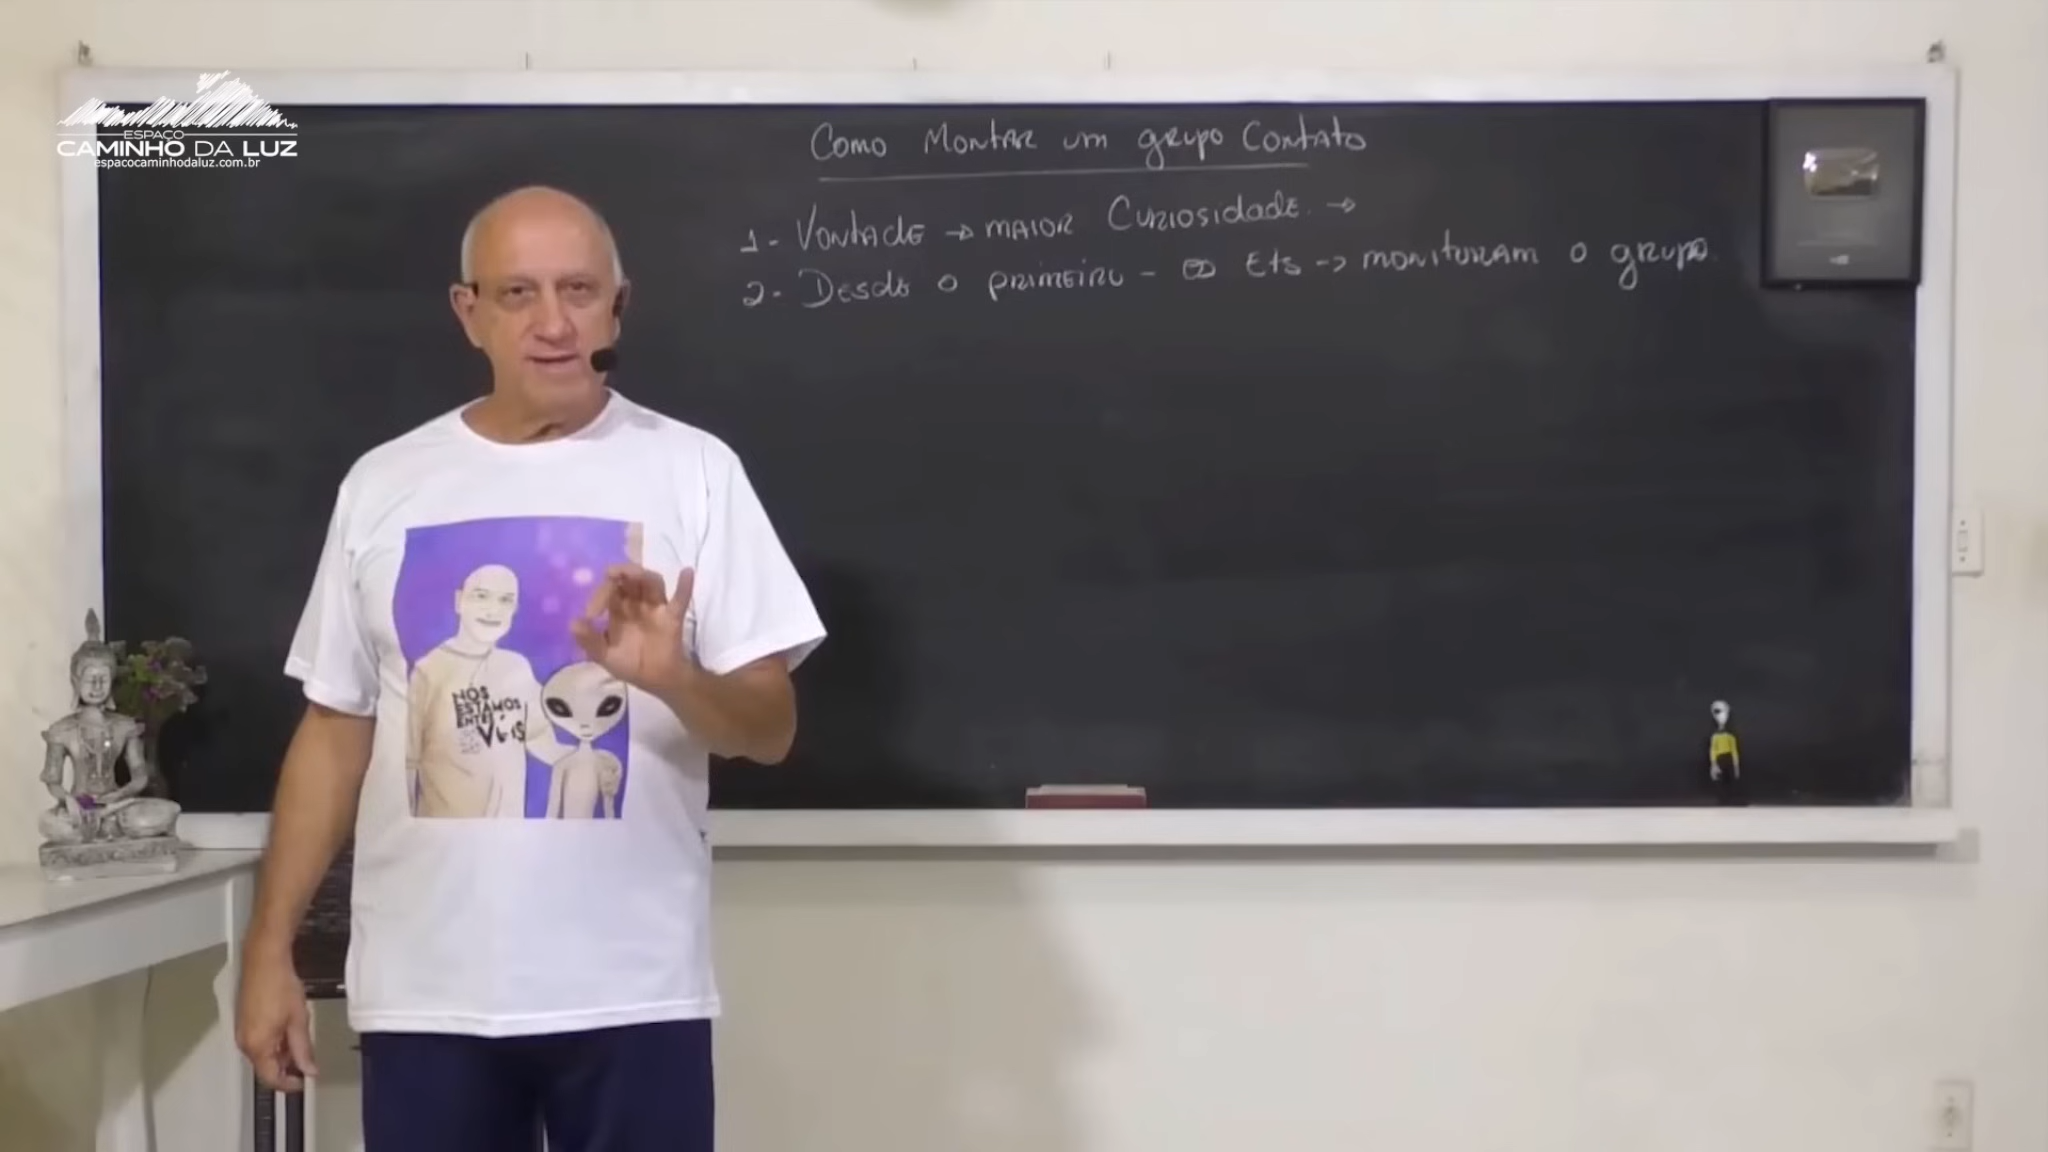 ESPAÇO
CAMINHO DA LUZ
espacocaminhodaluz.com.br
Como Montar um grupo Contato
1- Vontade → maior Curiosidade. →
2- Desde o primeiro - os Ets → monitoram o grupo.
NÓS
ESTAMOS
ENTRE
VÓS